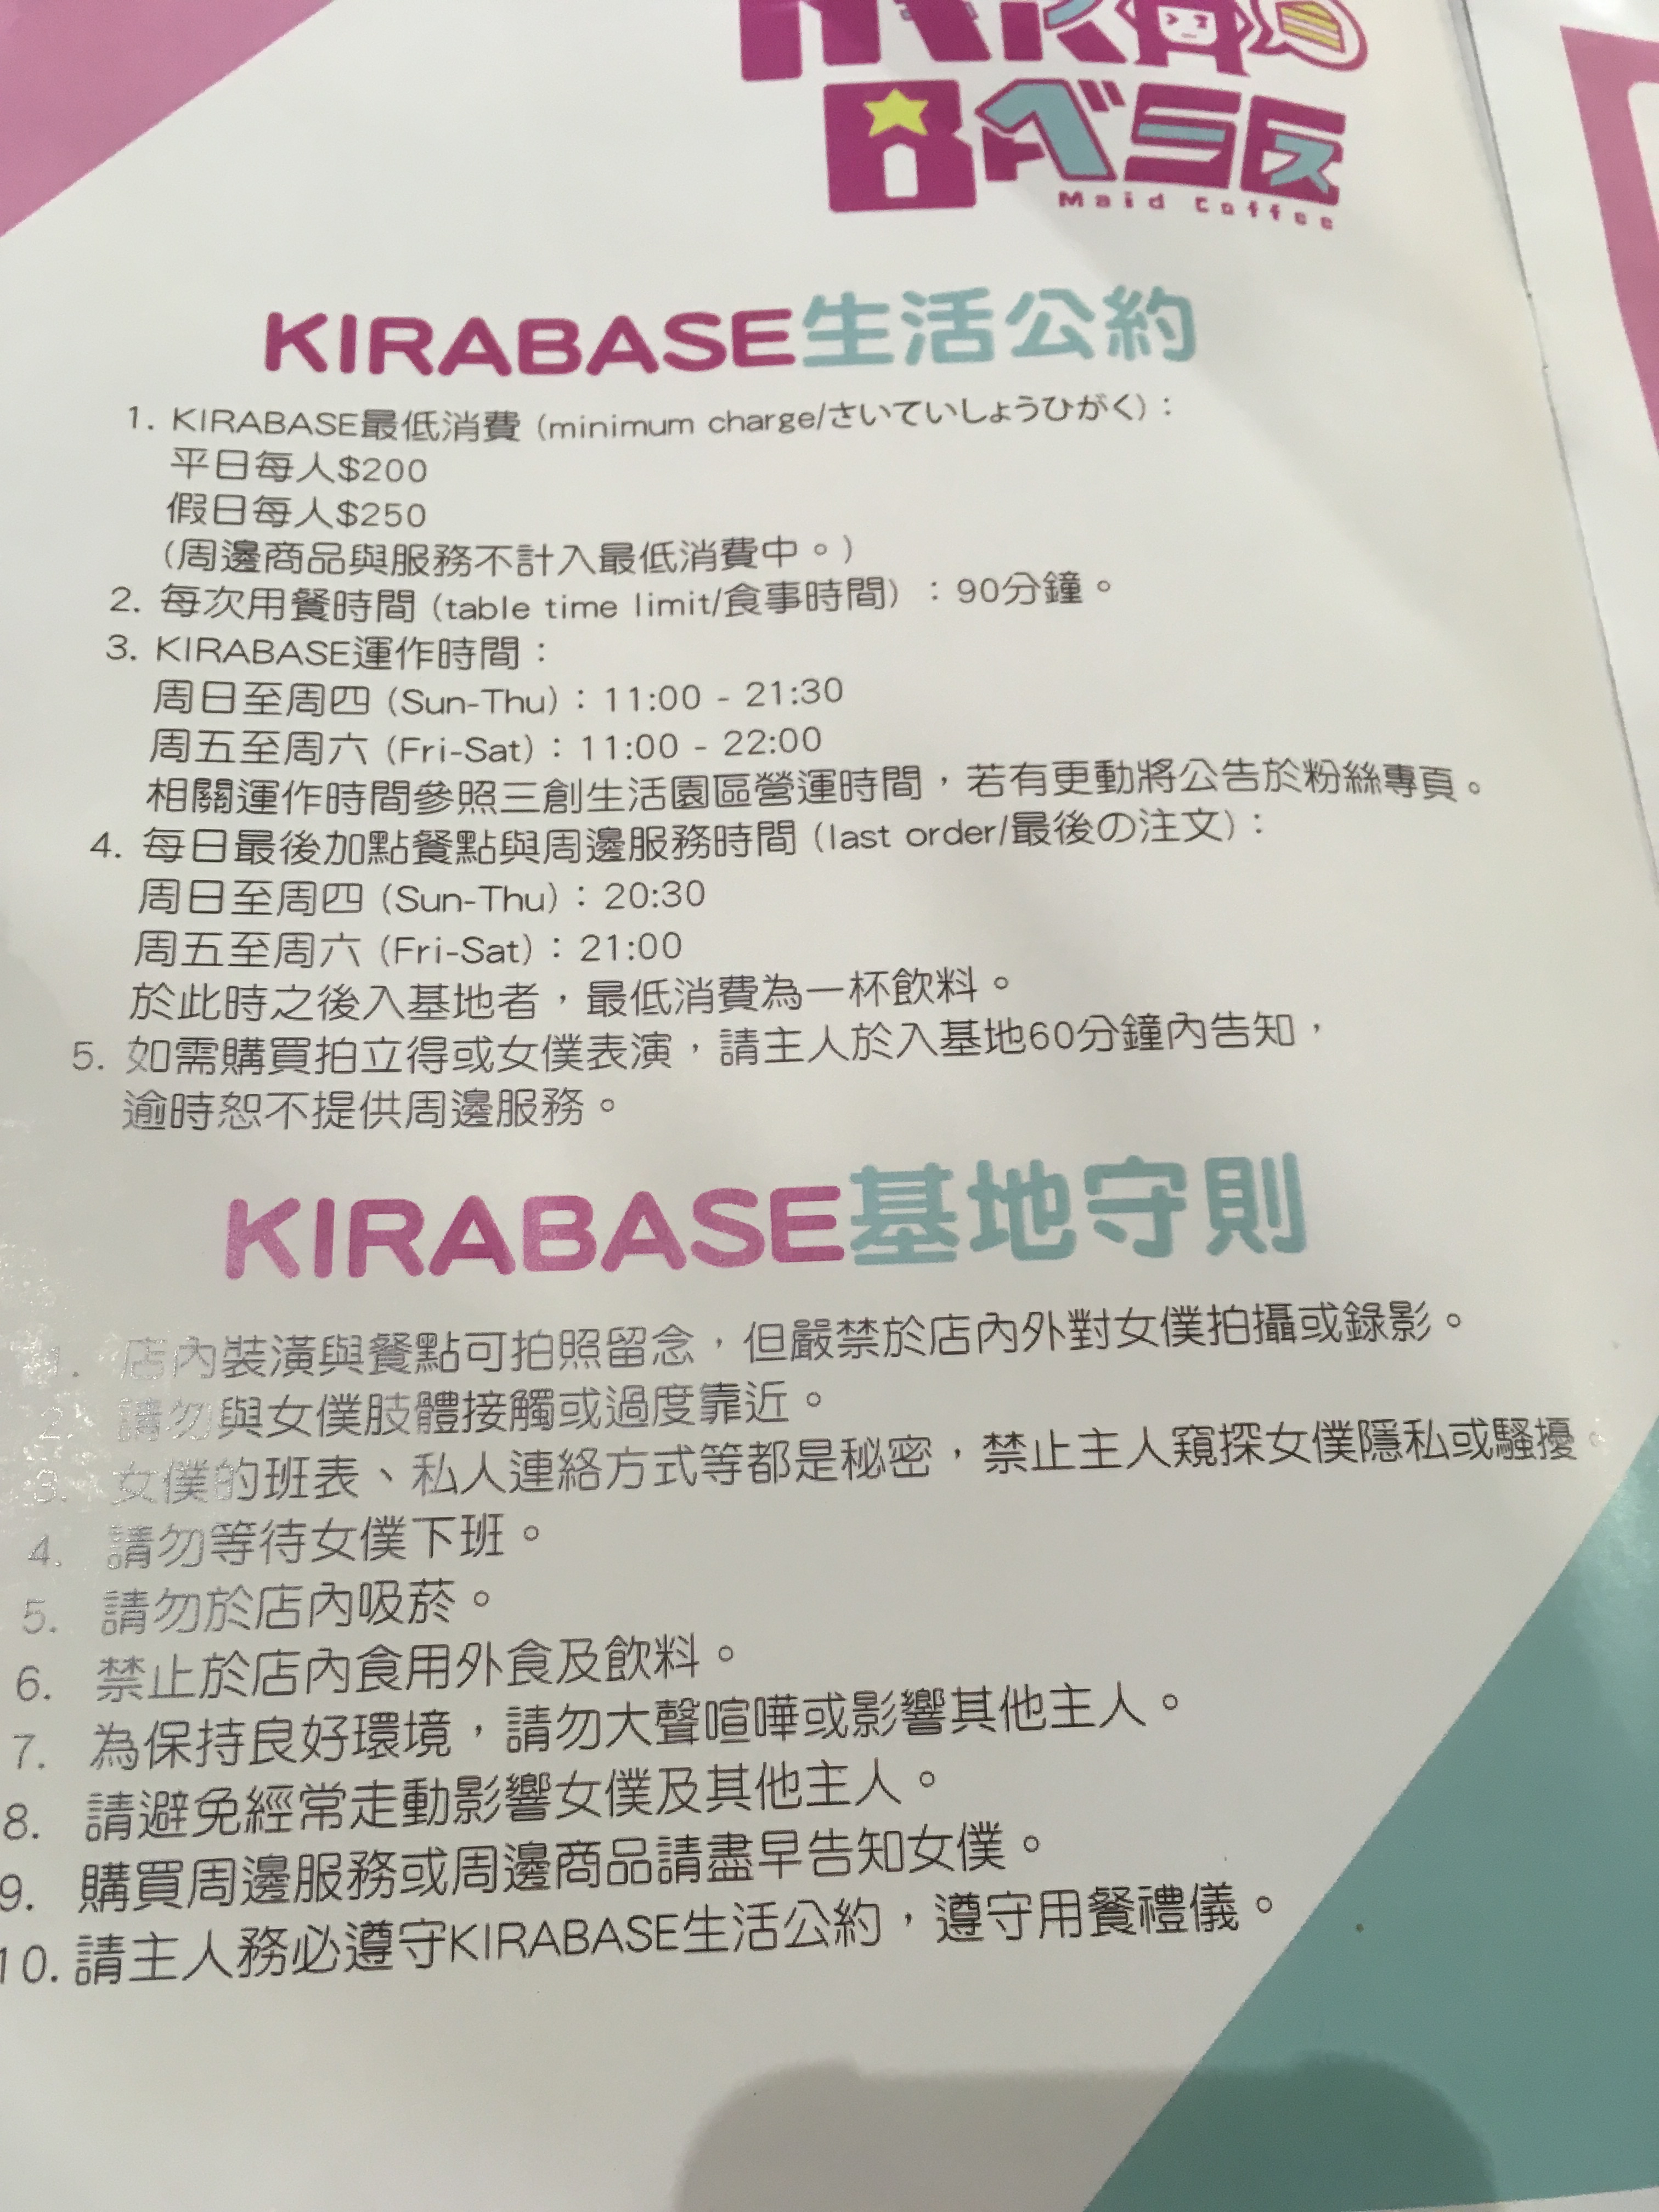 BAベース
Maid Coffee
KIRABASE生活公約
1. KIRABASE最低消費 (minimum charge/さいていしょうひがく)：
平日每人$200
假日每人$250
(周邊商品與服務不計入最低消費中。)
2. 每次用餐時間 (table time limit/食事時間) ：90分鐘。
3. KIRABASE運作時間：
周日至周四 (Sun-Thu)：11:00 - 21:30
周五至周六 (Fri-Sat)：11:00 - 22:00
相關運作時間參照三創生活園區營運時間，若有更動將公告於粉絲專頁。
4. 每日最後加點餐點與周邊服務時間 (last order/最後の注文)：
周日至周四 (Sun-Thu)：20:30
周五至周六 (Fri-Sat)：21:00
於此時之後入基地者，最低消費為一杯飲料。
5. 如需購買拍立得或女僕表演，請主人於入基地60分鐘內告知，
逾時恕不提供周邊服務。
KIRABASE基地守則
1. 店內裝潢與餐點可拍照留念，但嚴禁於店內外對女僕拍攝或錄影。
2. 請勿與女僕肢體接觸或過度靠近。
3. 女僕的班表、私人連絡方式等都是秘密，禁止主人窺探女僕隱私或騷擾。
4. 請勿等待女僕下班。
5. 請勿於店內吸菸。
6. 禁止於店內食用外食及飲料。
7. 為保持良好環境，請勿大聲喧嘩或影響其他主人。
8. 請避免經常走動影響女僕及其他主人。
9. 購買周邊服務或周邊商品請盡早告知女僕。
10. 請主人務必遵守KIRABASE生活公約，遵守用餐禮儀。